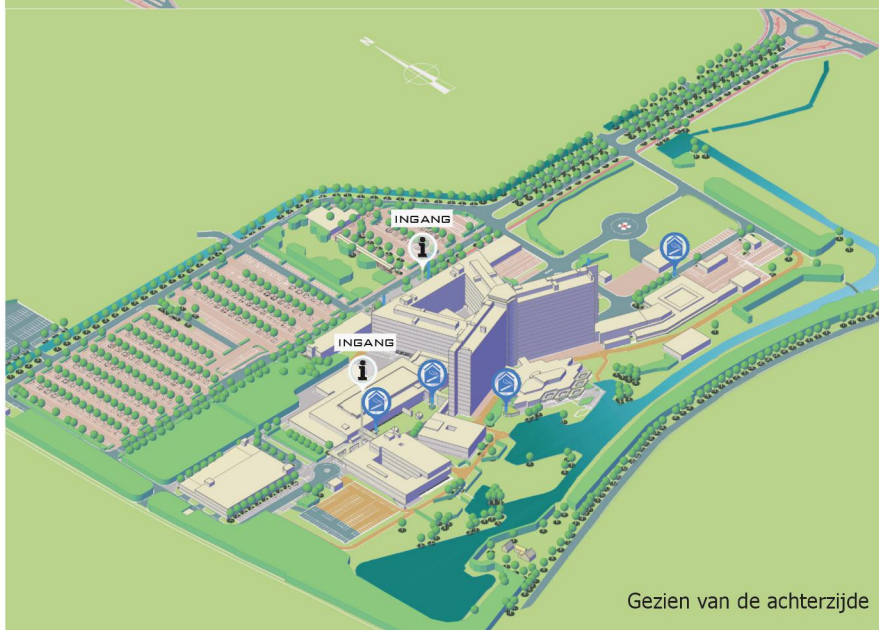 N
INGANG
i
INGANG
i
Gezien van de achterzijde